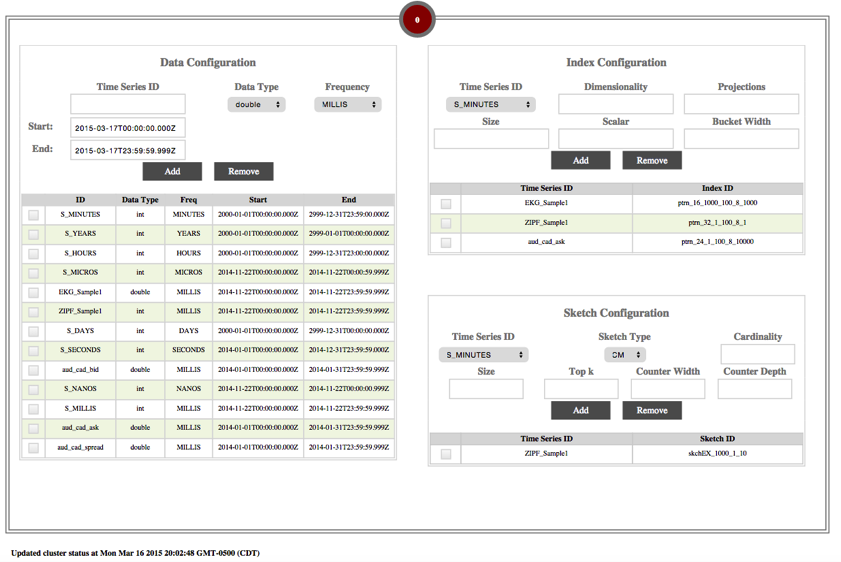 0
Data Configuration
Time Series ID Data Type Frequency
double MILLIS
Start: 2015-03-17T00:00:00.000Z
End: 2015-03-17T23:59:59.999Z
Add Remove
ID Data Type Freq Start End
S_MINUTES int MINUTES 2000-01-01T00:00:00.000Z 2999-12-31T23:59:00.000Z
S_YEARS int YEARS 2000-01-01T00:00:00.000Z 2999-01-01T00:00:00.000Z
S_HOURS int HOURS 2000-01-01T00:00:00.000Z 2999-12-31T23:00:00.000Z
S_MICROS int MICROS 2014-11-22T00:00:00.000Z 2014-11-22T00:00:59.999Z
EKG_Sample1 double MILLIS 2014-11-22T00:00:00.000Z 2014-11-22T23:59:59.999Z
ZIPF_Sample1 int MILLIS 2014-11-22T00:00:00.000Z 2014-11-22T23:59:59.999Z
S_DAYS int DAYS 2000-01-01T00:00:00.000Z 2999-12-31T00:00:00.000Z
S_SECONDS int SECONDS 2014-01-01T00:00:00.000Z 2014-12-31T23:59:59.000Z
aud_cad_bid double MILLIS 2014-01-01T00:00:00.000Z 2014-01-31T23:59:59.999Z
S_NANOS int NANOS 2014-11-22T00:00:00.000Z 2014-11-22T00:00:00.999Z
S_MILLIS int MILLIS 2014-11-22T00:00:00.000Z 2014-11-22T23:59:59.999Z
aud_cad_ask double MILLIS 2014-01-01T00:00:00.000Z 2014-01-31T23:59:59.999Z
aud_cad_spread double MILLIS 2014-01-01T00:00:00.000Z 2014-01-31T23:59:59.999Z
Index Configuration
Time Series ID Dimensionality Projections
S_MINUTES
Size Scalar Bucket Width
Add Remove
Time Series ID Index ID
EKG_Sample1 ptrn_16_1000_100_8_1000
ZIPF_Sample1 ptrn_32_1_100_8_1
aud_cad_ask ptrn_24_1_100_8_10000
Sketch Configuration
Time Series ID Sketch Type Cardinality
S_MINUTES CM
Size Top k Counter Width Counter Depth
Add Remove
Time Series ID Sketch ID
ZIPF_Sample1 skchEX_1000_1_10
Updated cluster status at Mon Mar 16 2015 20:02:48 GMT-0500 (CDT)